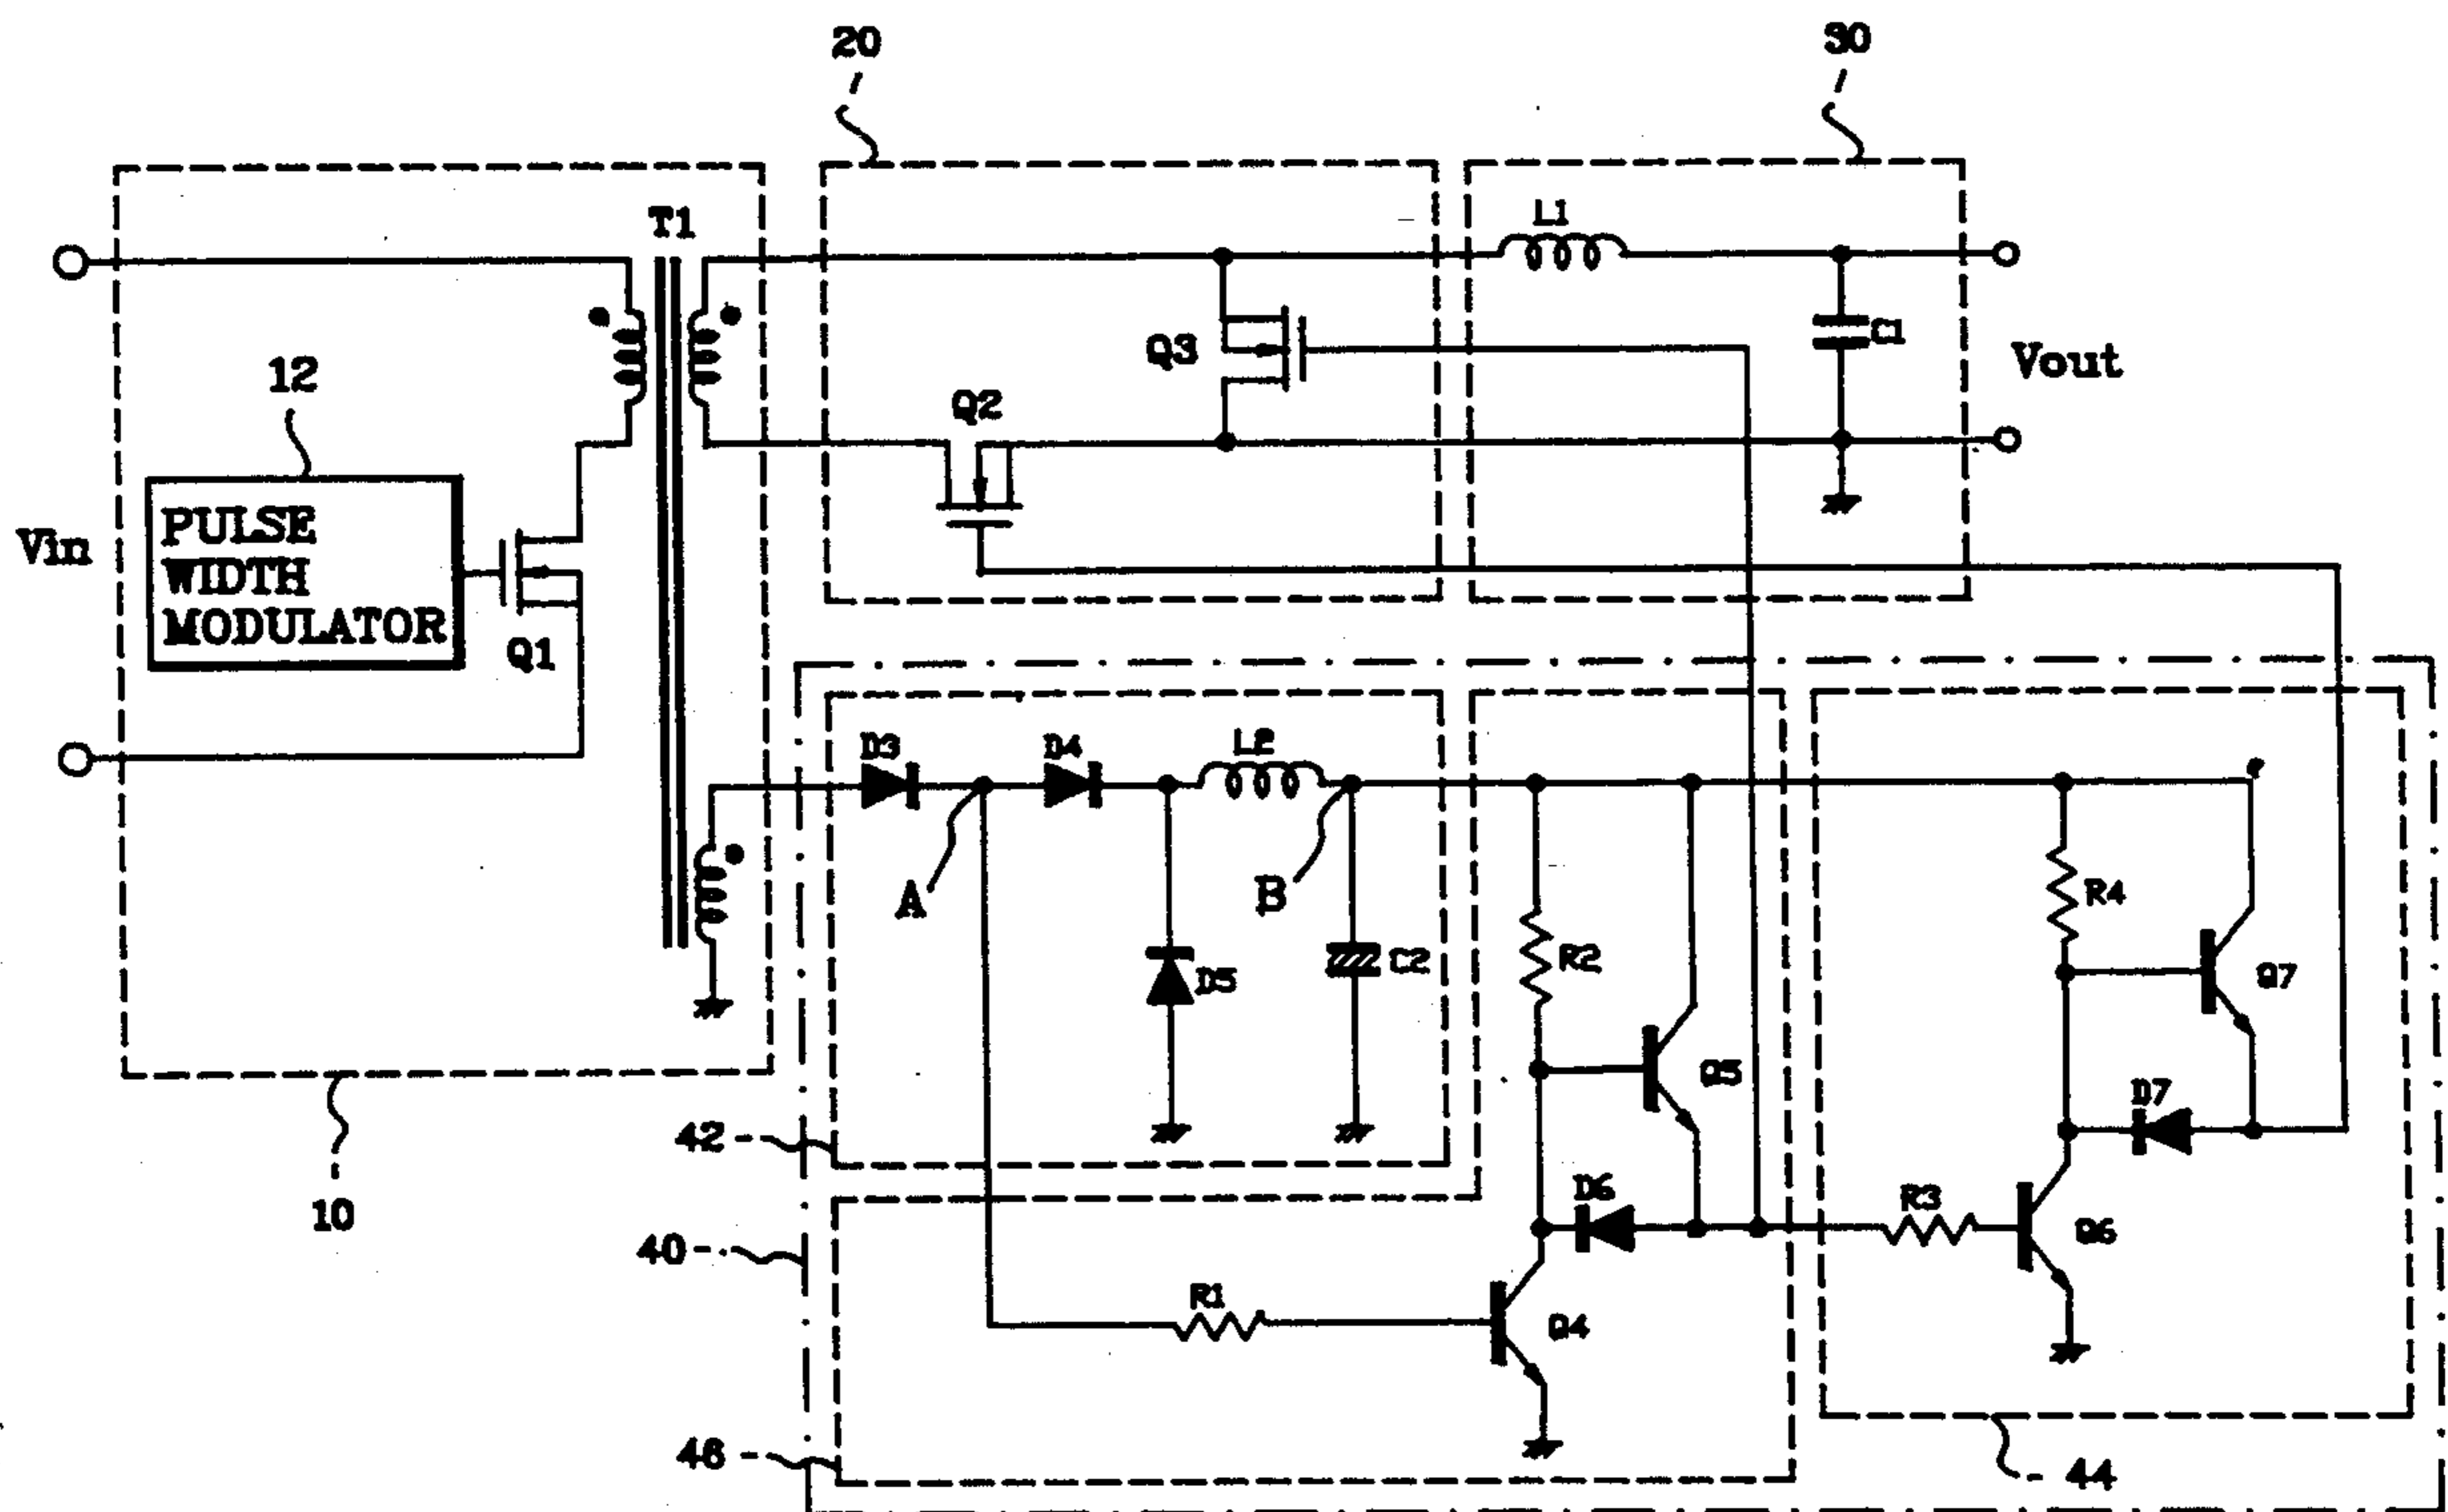 20
30
T1
L1
12
Q3
C1
Vout
Q2
Vin
PULSE
WIDTH
MODULATOR
Q1
D3
D4
L2
A
B
R4
R2
C2
D5
Q7
Q5
D7
42
10
D6
R3
Q6
40
R1
Q4
46
44